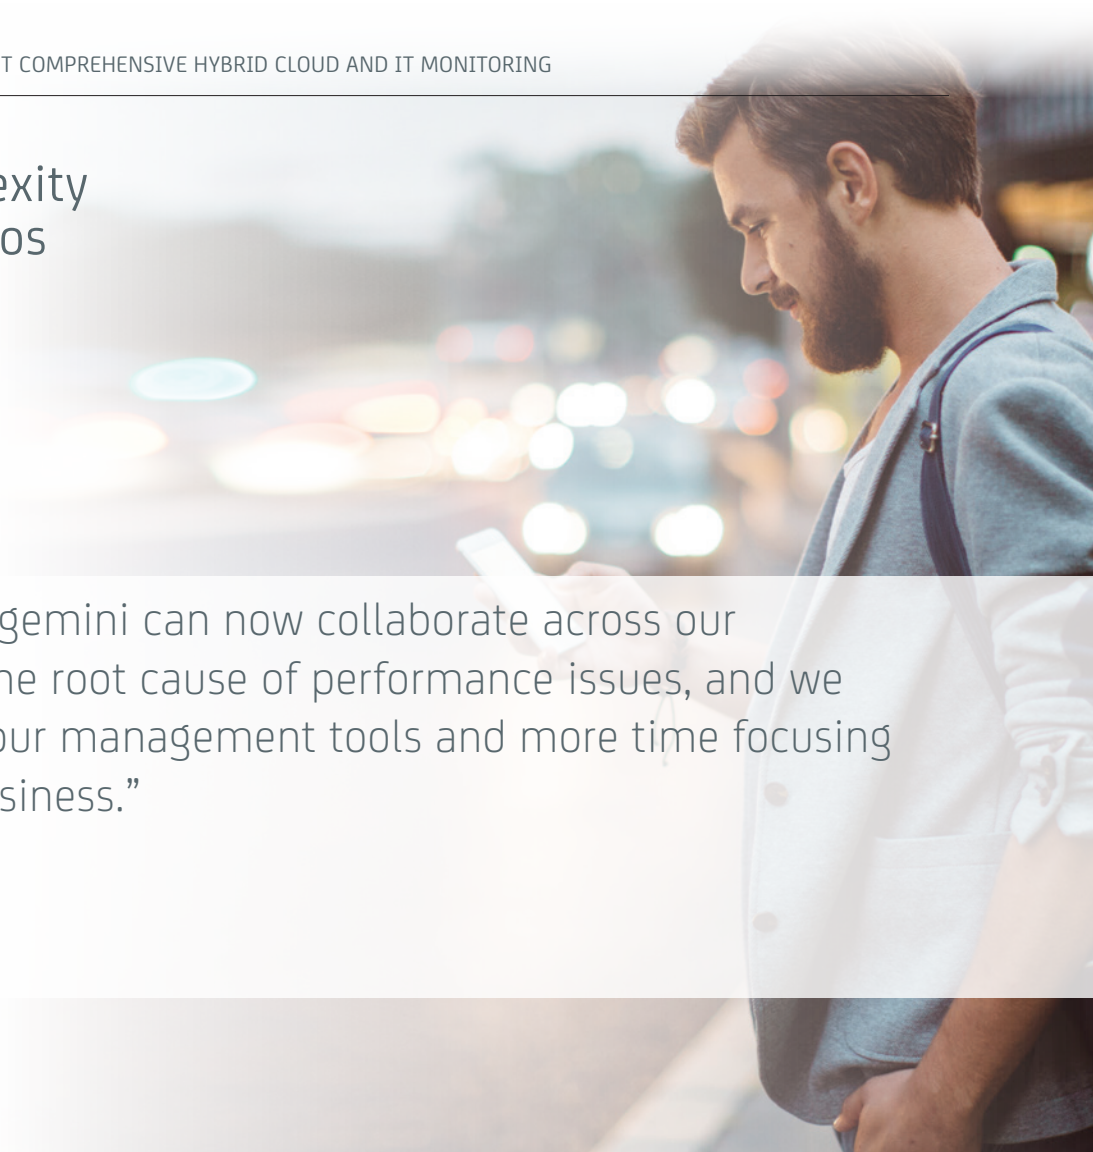 T COMPREHENSIVE HYBRID CLOUD AND IT MONITORING
exity
os
gemini can now collaborate across our
he root cause of performance issues, and we
our management tools and more time focusing
siness.”